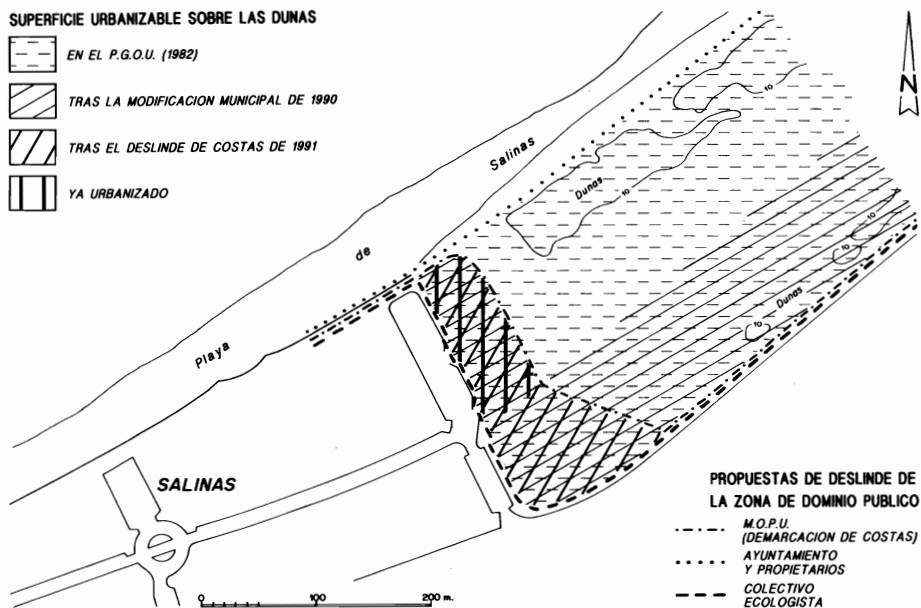 SUPERFICIE URBANIZABLE SOBRE LAS DUNAS
EN EL P.G.O.U. (1982)
TRAS LA MODIFICACION MUNICIPAL DE 1990
TRAS EL DESLINDE DE COSTAS DE 1991
YA URBANIZADO
N
Playa
de
Salinas
Dunas
10
10
10
10
Dunas
10
SALINAS
0
100
200 m.
PROPUESTAS DE DESLINDE DE
LA ZONA DE DOMINIO PUBLICO
M.O.P.U.
(DEMARCACION DE COSTAS)
AYUNTAMIENTO
Y PROPIETARIOS
COLECTIVO
ECOLOGISTA